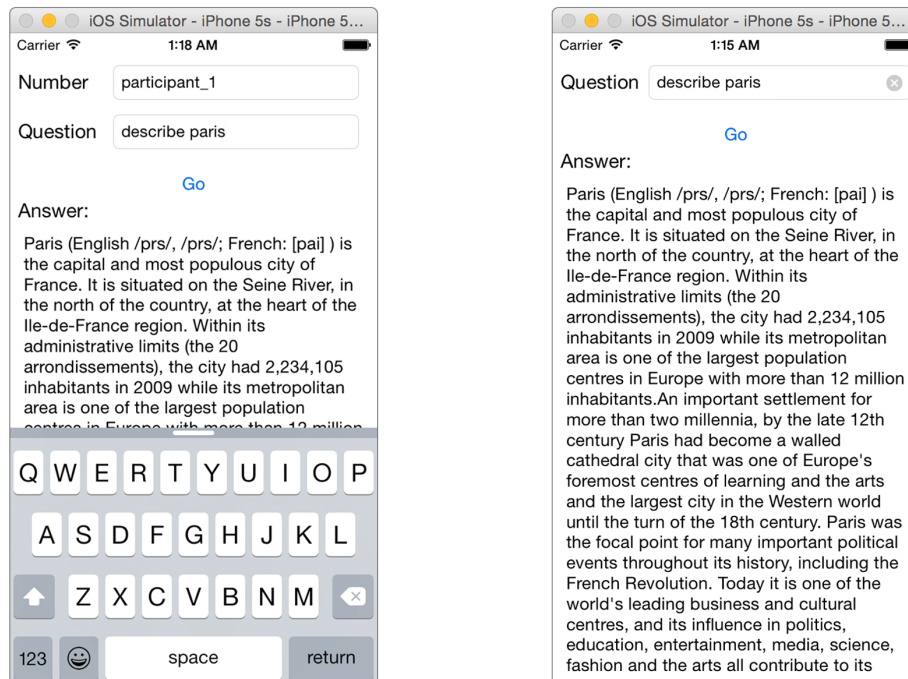 iOS Simulator - iPhone 5s - iPhone 5...
Carrier 1:18 AM
Number participant_1
Question describe paris
Go
Answer:
Paris (English /prs/, /prs/; French: [pai] ) is
the capital and most populous city of
France. It is situated on the Seine River, in
the north of the country, at the heart of the
Ile-de-France region. Within its
administrative limits (the 20
arrondissements), the city had 2,234,105
inhabitants in 2009 while its metropolitan
area is one of the largest population
centres in Europe with more than 12 million
Q W E R T Y U I O P
A S D F G H J K L
Z X C V B N M
123 space return
iOS Simulator - iPhone 5s - iPhone 5...
Carrier 1:15 AM
Question describe paris
Go
Answer:
Paris (English /prs/, /prs/; French: [pai] ) is
the capital and most populous city of
France. It is situated on the Seine River, in
the north of the country, at the heart of the
Ile-de-France region. Within its
administrative limits (the 20
arrondissements), the city had 2,234,105
inhabitants in 2009 while its metropolitan
area is one of the largest population
centres in Europe with more than 12 million
inhabitants.An important settlement for
more than two millennia, by the late 12th
century Paris had become a walled
cathedral city that was one of Europe's
foremost centres of learning and the arts
and the largest city in the Western world
until the turn of the 18th century. Paris was
the focal point for many important political
events throughout its history, including the
French Revolution. Today it is one of the
world's leading business and cultural
centres, and its influence in politics,
education, entertainment, media, science,
fashion and the arts all contribute to its